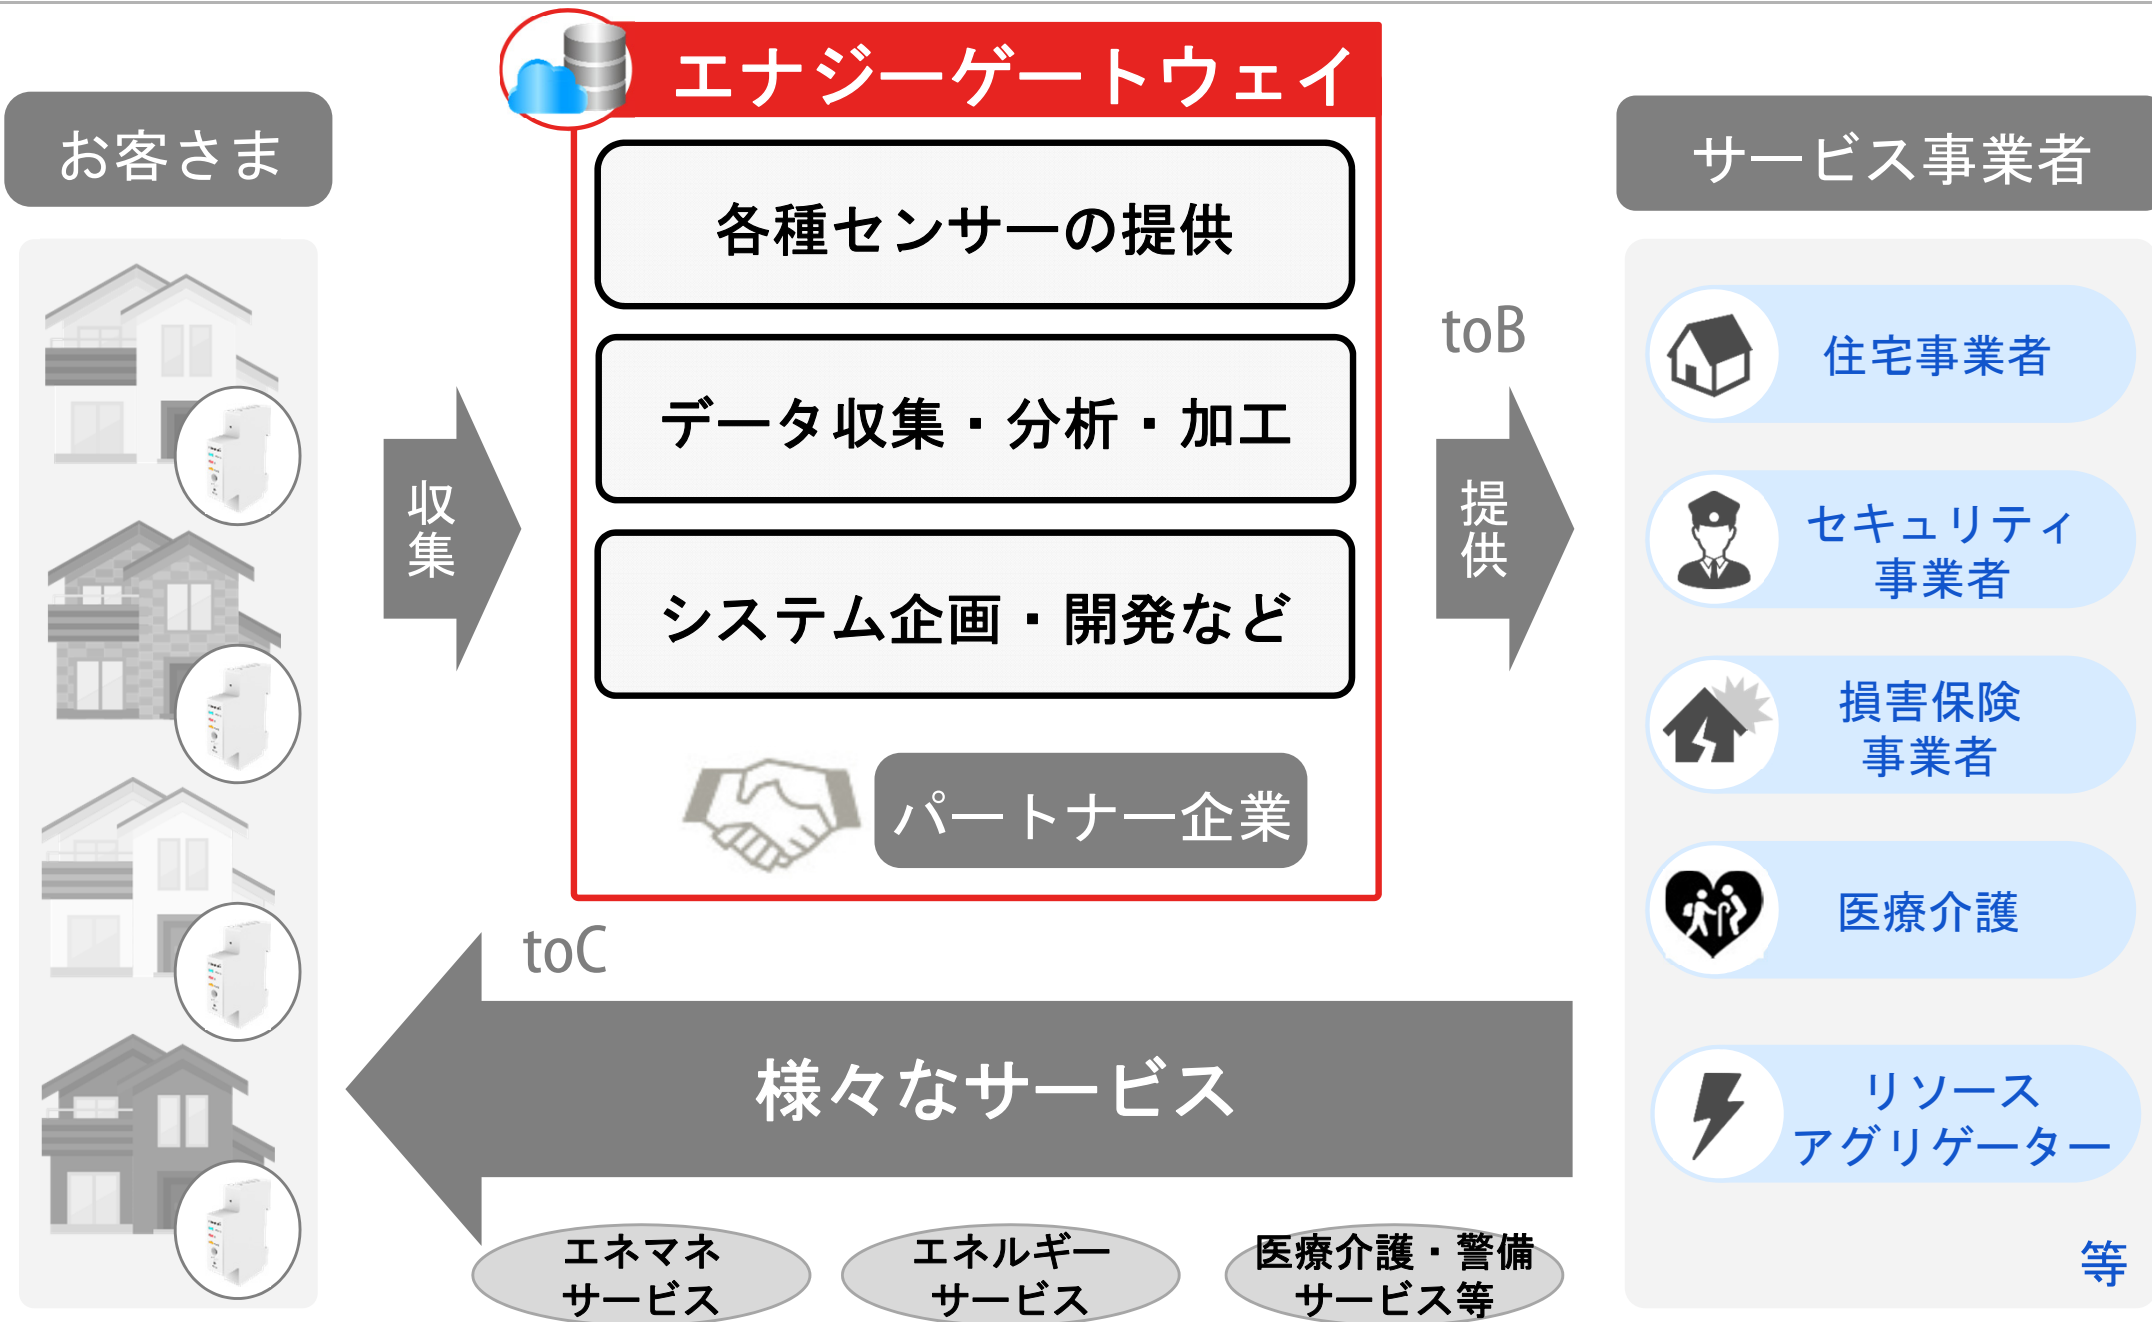 エナジーゲートウェイ
お客さま
サービス事業者
各種センサーの提供
データ収集・分析・加工
システム企画・開発など
パートナー企業
収集
toB
提供
住宅事業者
セキュリティ
事業者
損害保険
事業者
医療介護
リソース
アグリゲーター
等
toC
様々なサービス
エネマネ
サービス
エネルギー
サービス
医療介護・警備
サービス等